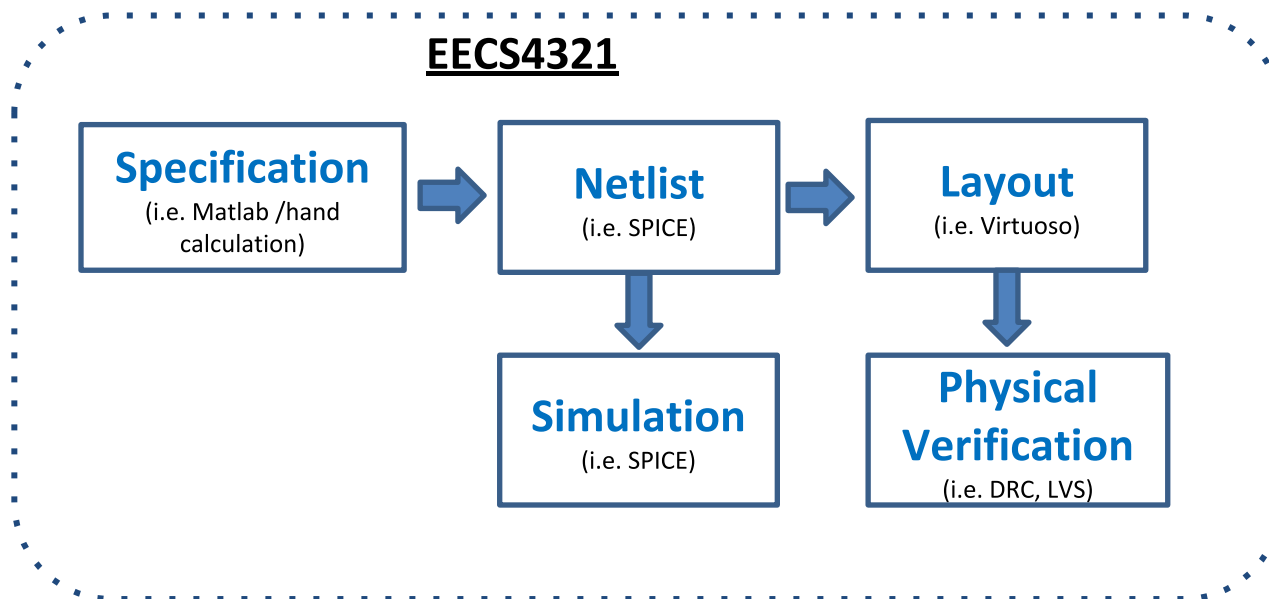 EECS4321
Specification
(i.e. Matlab /hand
calculation)
Netlist
(i.e. SPICE)
Layout
(i.e. Virtuoso)
Simulation
(i.e. SPICE)
Physical
Verification
(i.e. DRC, LVS)